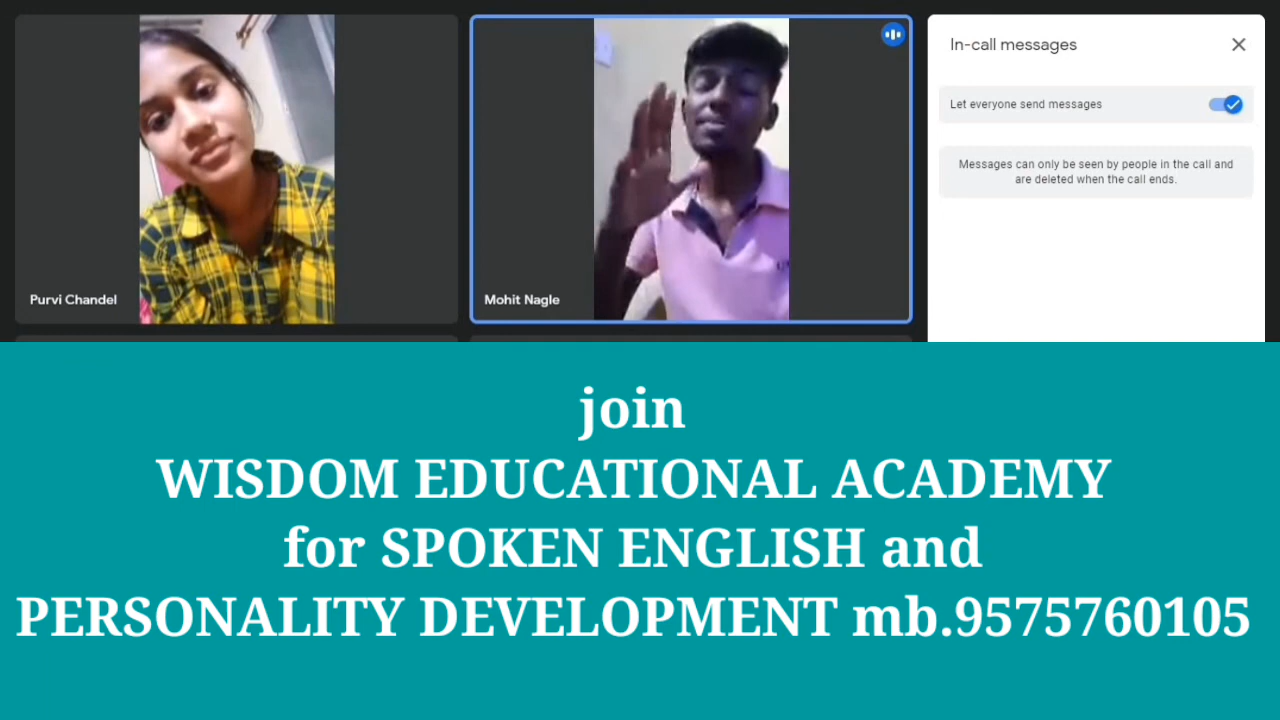 Purvi Chandel
Mohit Nagle
In-call messages
Let everyone send messages
Messages can only be seen by people in the call and
are deleted when the call ends.
join
WISDOM EDUCATIONAL ACADEMY
for SPOKEN ENGLISH and
PERSONALITY DEVELOPMENT mb.9575760105